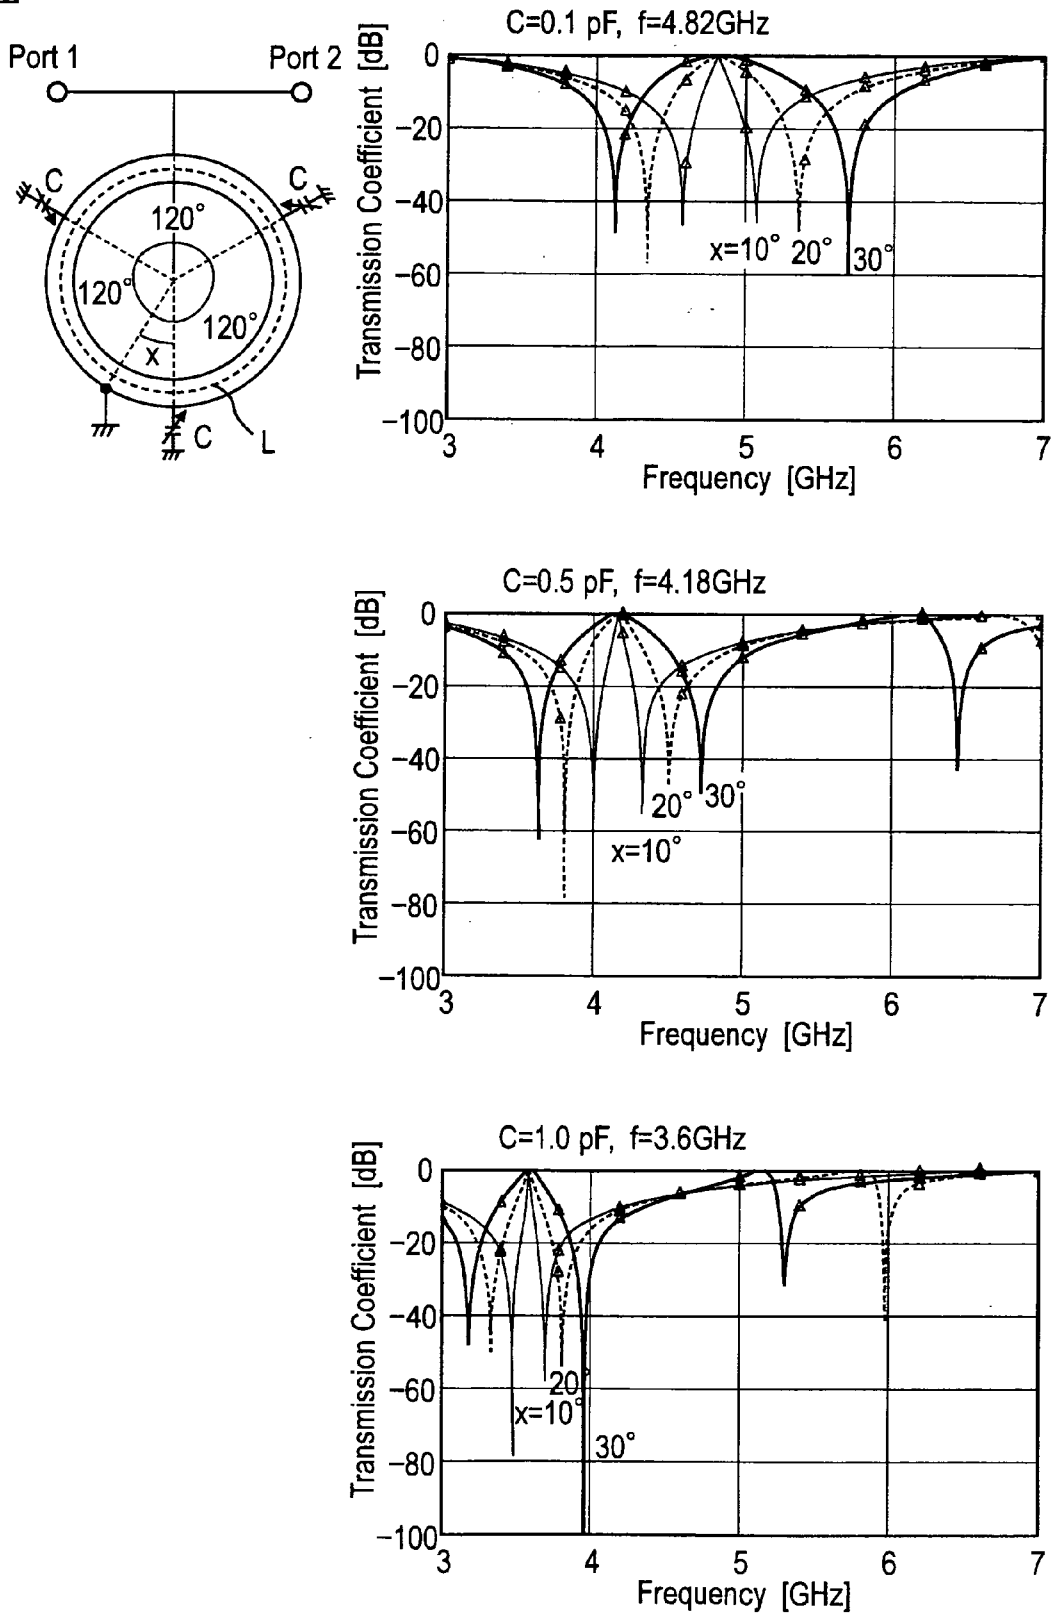 C=0.1 pF, f=4.82GHz
Port 1
Port 2
C
C
120°
120°
120°
x
C
L
Transmission Coefficient [dB]
0
−20
−40
−60
−80
−100
x=10°
20°
30°
3
4
5
6
7
Frequency [GHz]
C=0.5 pF, f=4.18GHz
Transmission Coefficient [dB]
0
−20
−40
−60
−80
−100
20°
30°
x=10°
3
4
5
6
7
Frequency [GHz]
C=1.0 pF, f=3.6GHz
Transmission Coefficient [dB]
0
−20
−40
−60
−80
−100
20°
x=10°
30°
3
4
5
6
7
Frequency [GHz]